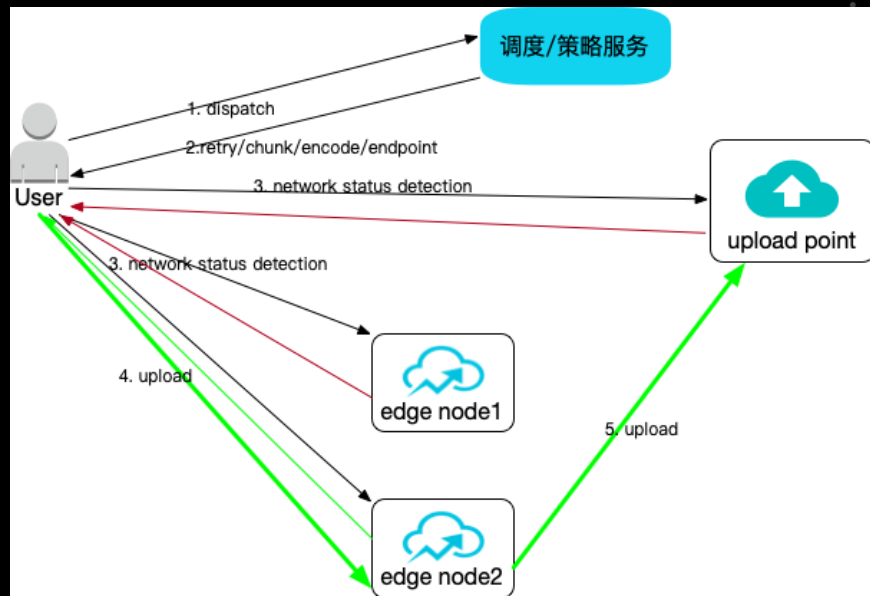 调度/策略服务
1. dispatch
2.retry/chunk/encode/endpoint
3. network status detection
User
upload point
3. network status detection
4. upload
edge node1
5. upload
edge node2